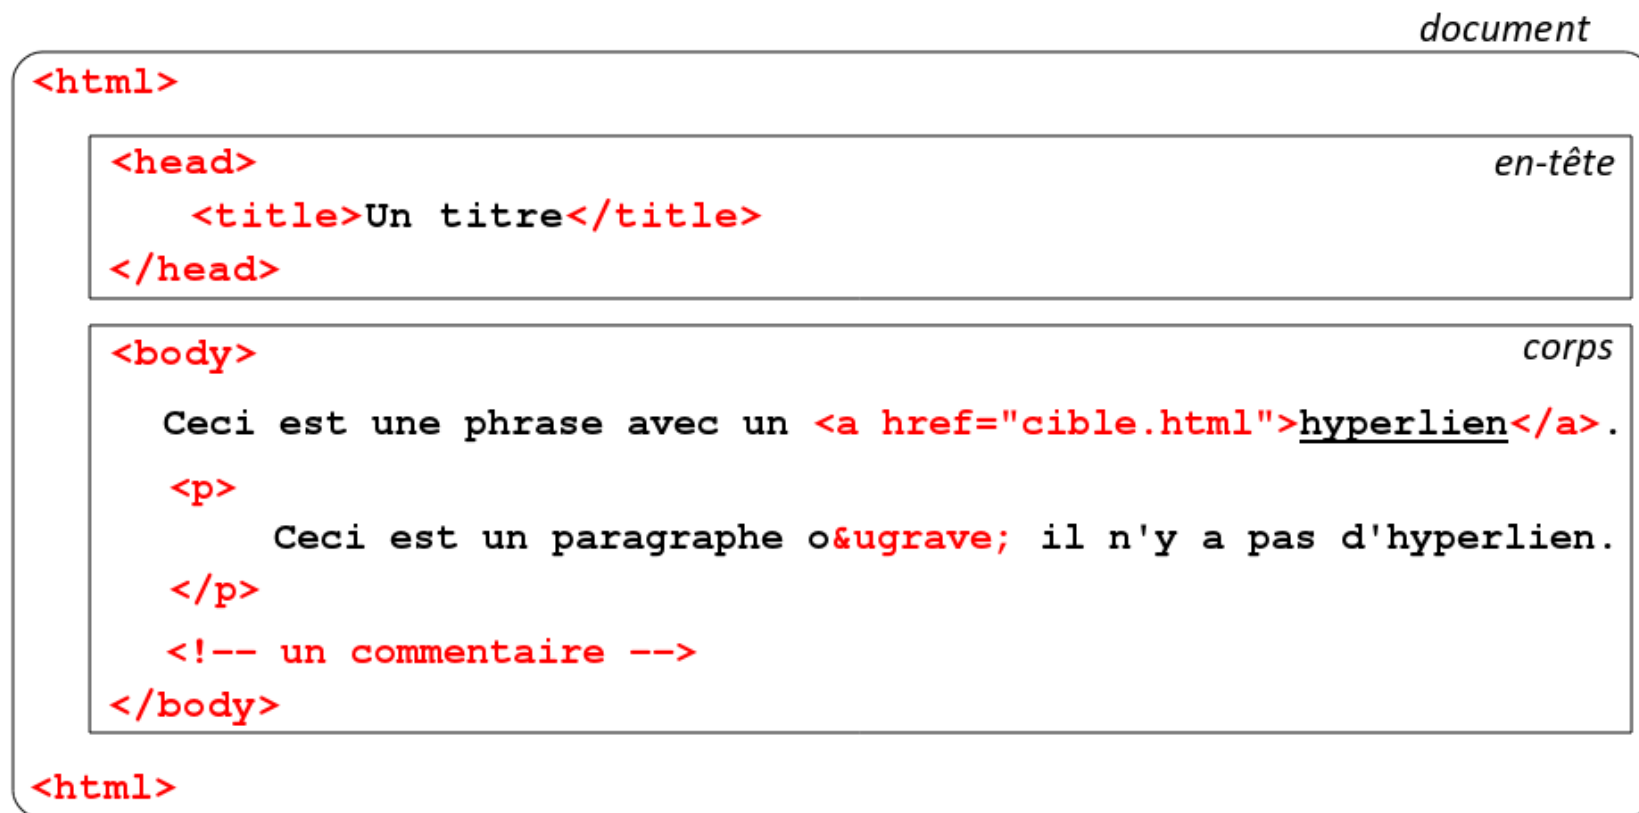 document
<html>
<head>
en-tête
<title>Un titre</title>
</head>
<body>
corps
Ceci est une phrase avec un <a href="cible.html">hyperlien</a>.
<p>
Ceci est un paragraphe o&ugrave; il n'y a pas d'hyperlien.
</p>
<!-- un commentaire -->
</body>
<html>